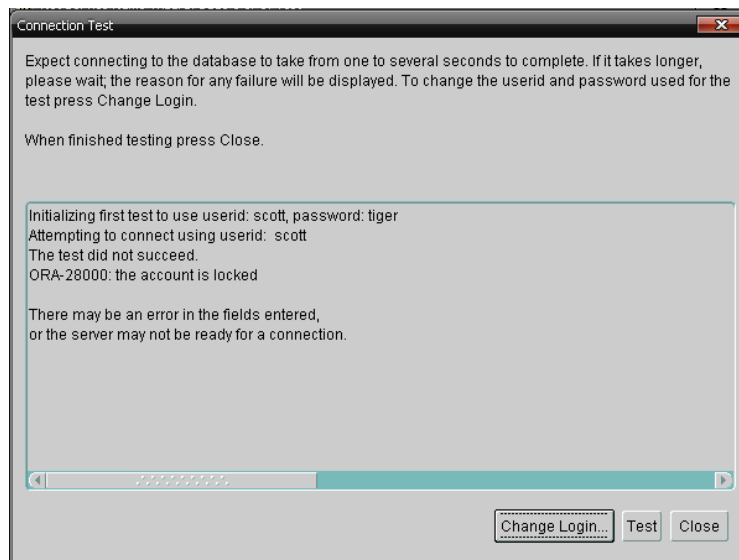 Connection Test
Expect connecting to the database to take from one to several seconds to complete. If it takes longer,
please wait; the reason for any failure will be displayed. To change the userid and password used for the
test press Change Login.
When finished testing press Close.
Initializing first test to use userid: scott, password: tiger
Attempting to connect using userid:  scott
The test did not succeed.
ORA-28000: the account is locked
There may be an error in the fields entered,
or the server may not be ready for a connection.
Change Login...
Test
Close